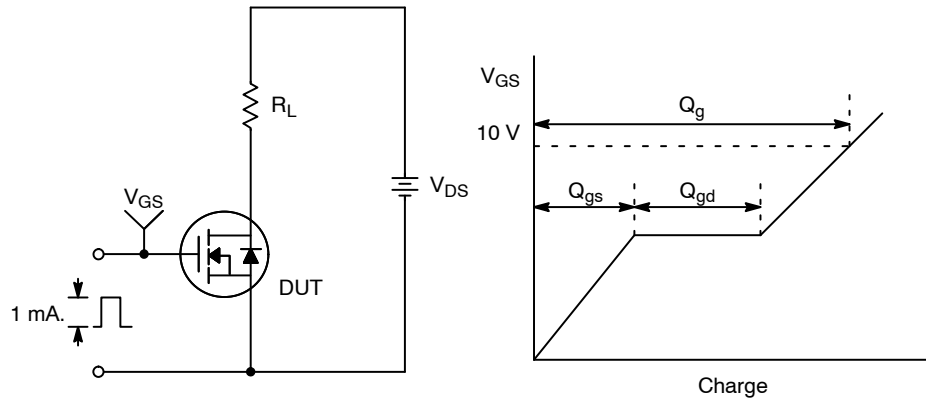 R_L
V_GS
V_DS
DUT
1 mA.
V_GS
10 V
Q_g
Q_gs
Q_gd
Charge